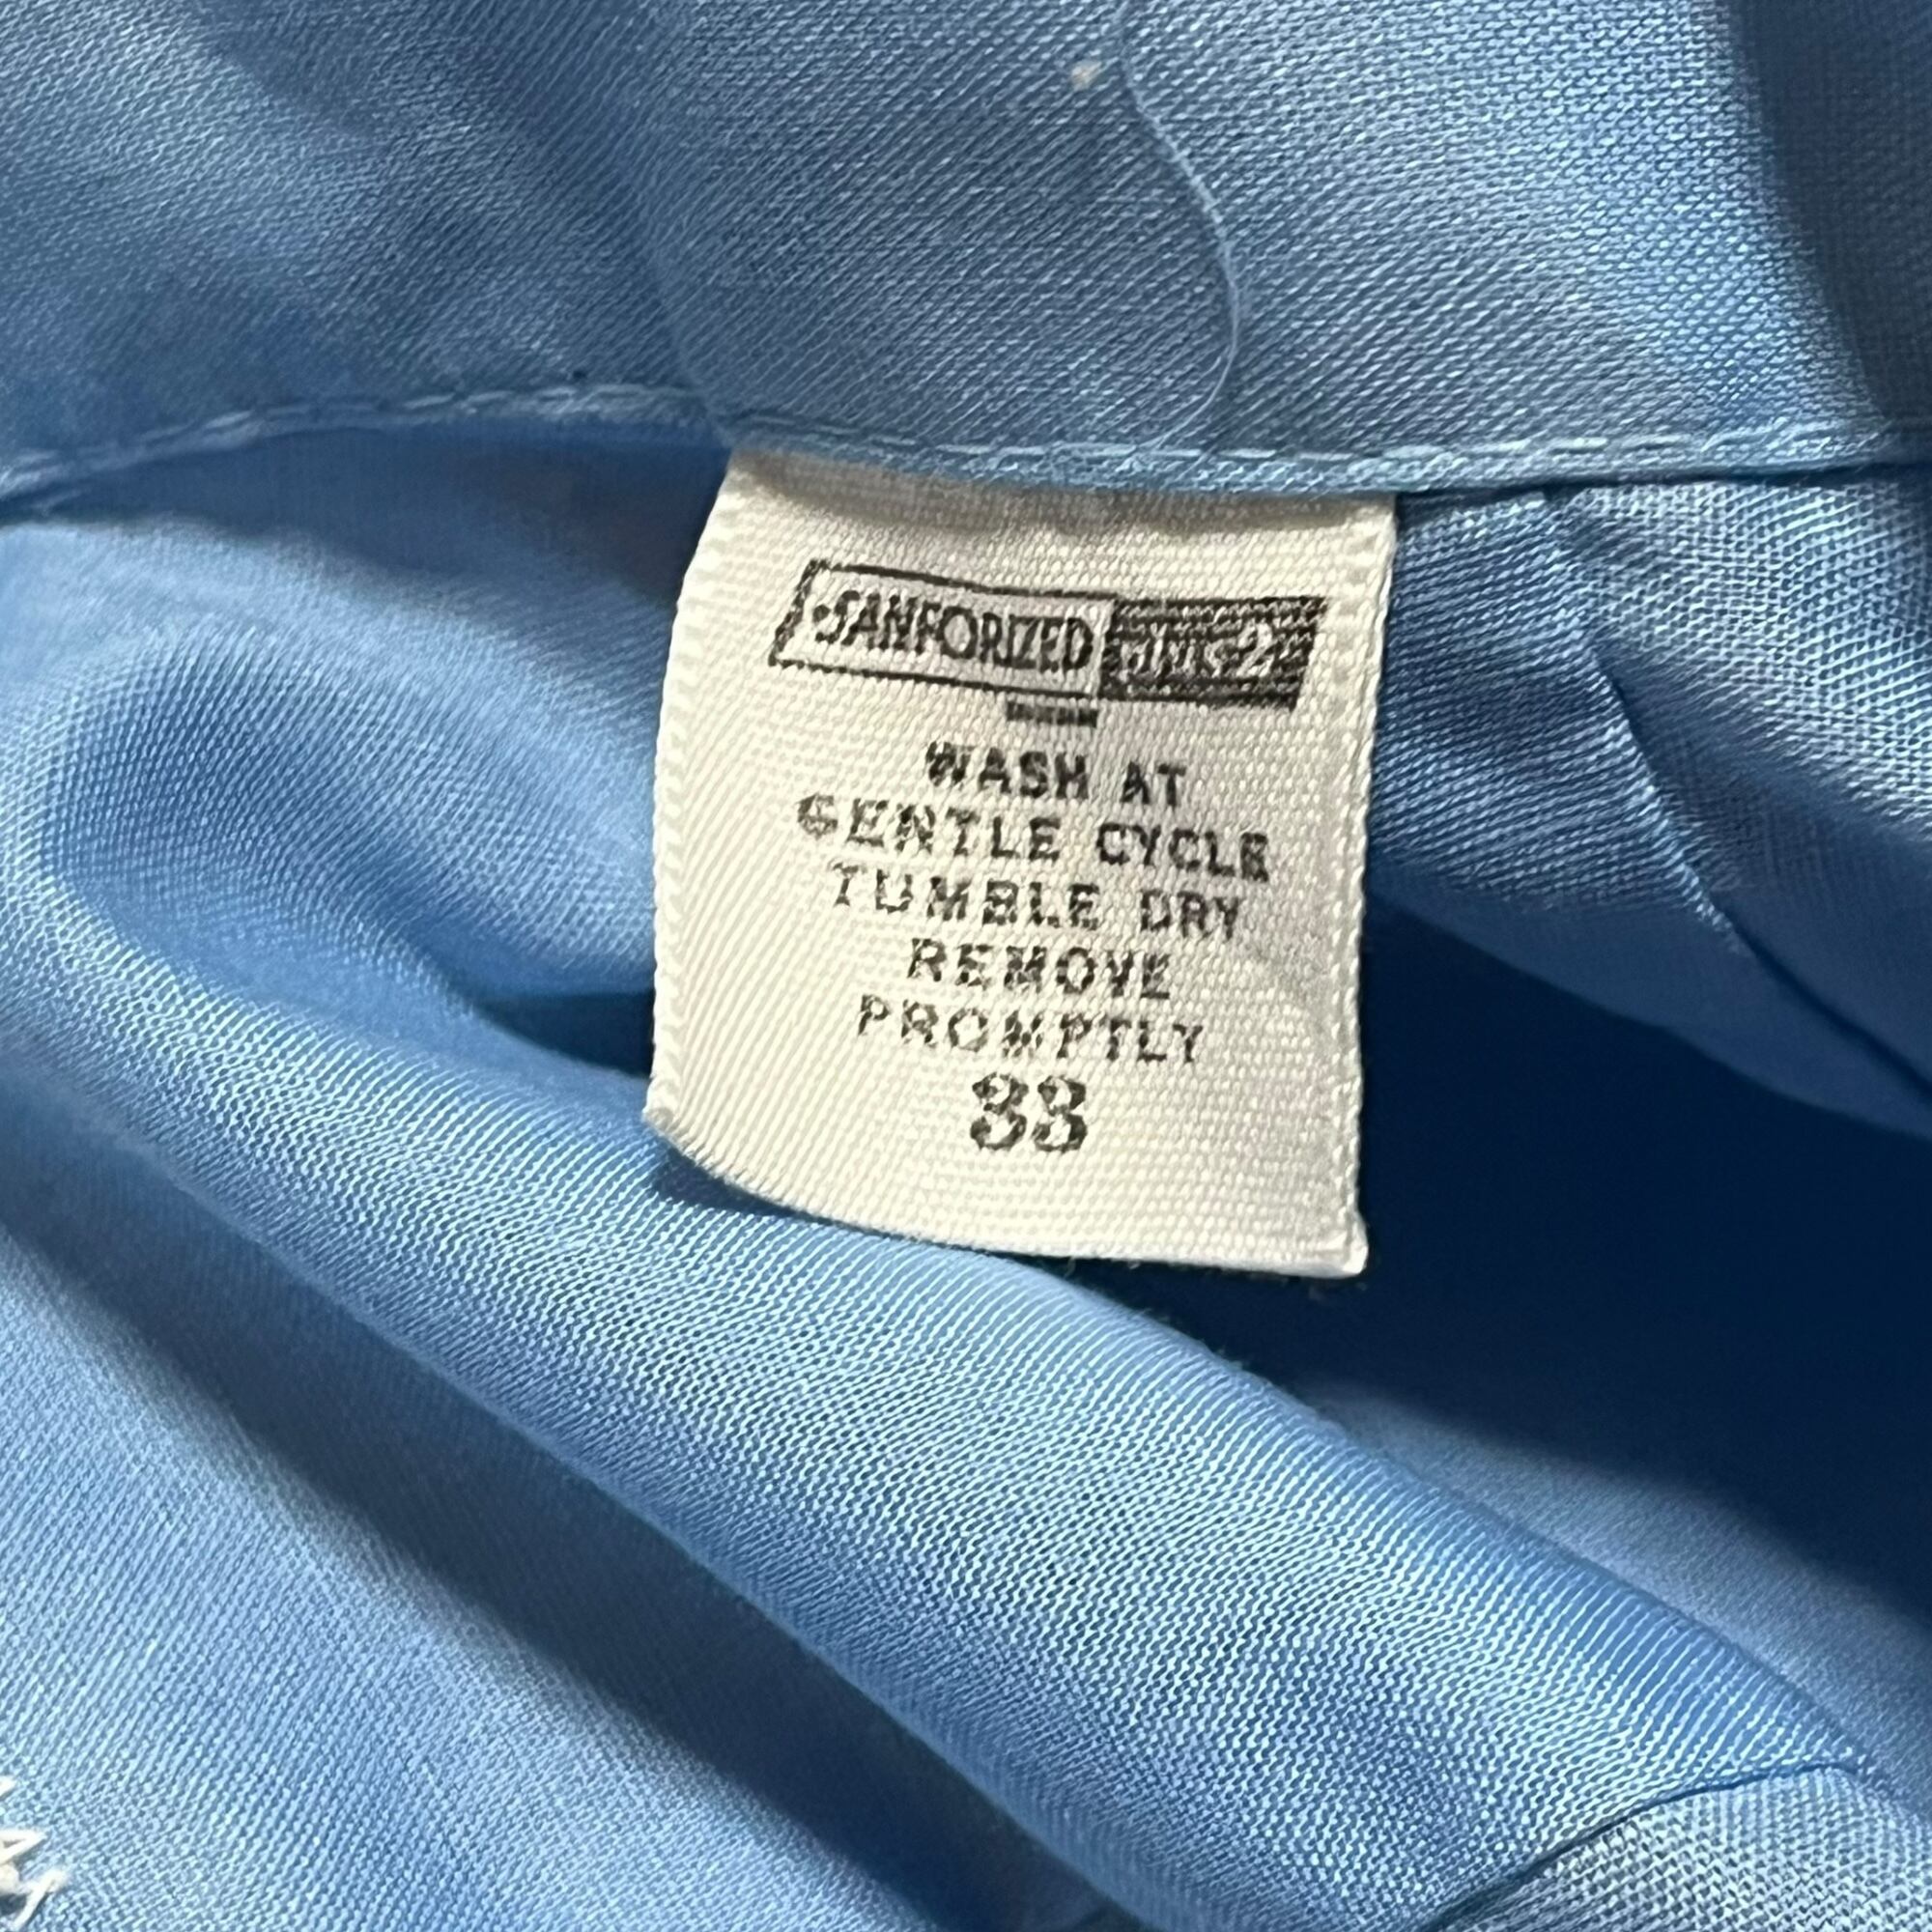 SANFORIZED
WASH AT
GENTLE CYCLE
TUMBLE DRY
REMOVE
PROMPTLY
33